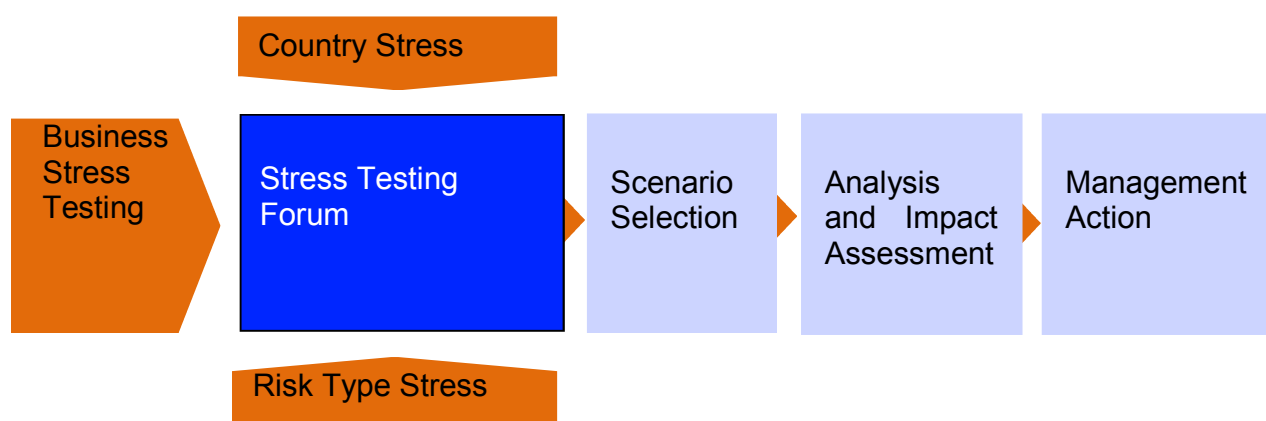 Country Stress
Business
Stress
Testing
Stress Testing
Forum
Scenario
Selection
Analysis
and Impact
Assessment
Management
Action
Risk Type Stress